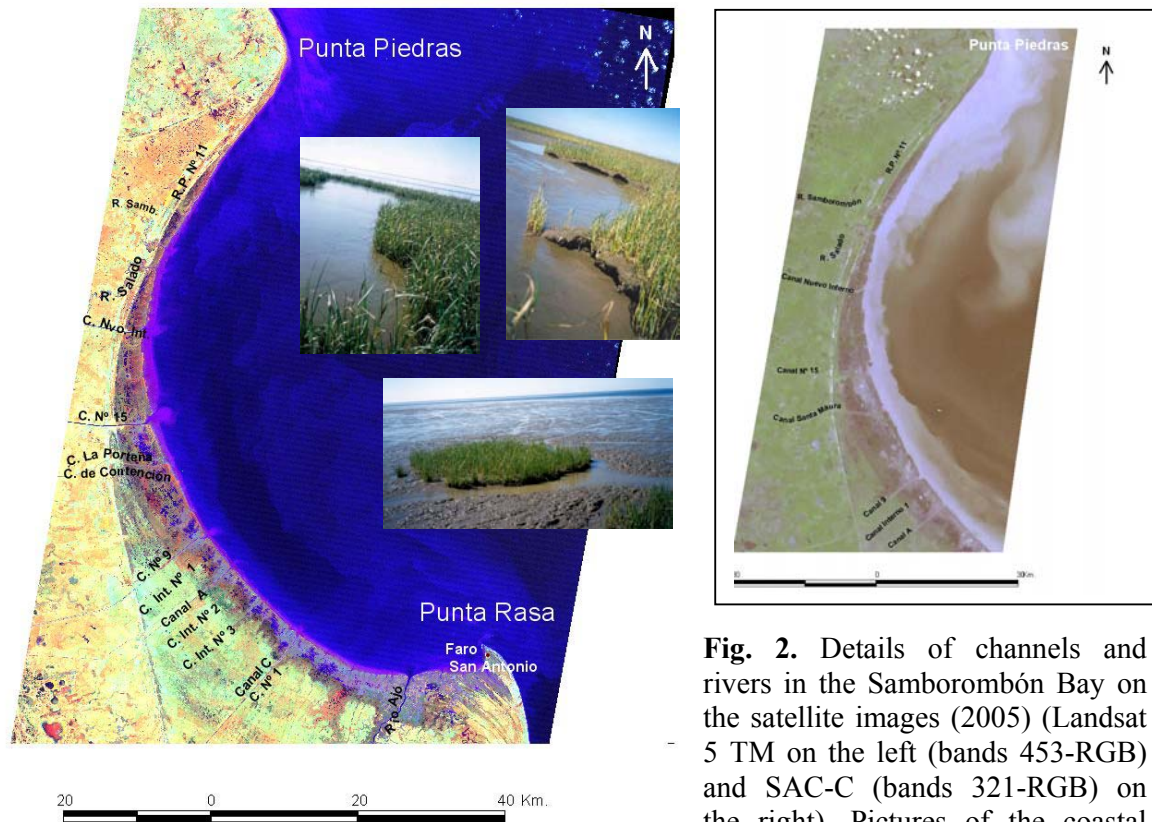 Punta Piedras
N
R.P. Nº 11
R. Samb.
R. Salado
C. Nvo. Int
C. Nº 15
C. La Porteña
C. de Contención
C. Nº 9
C. Int. Nº 1
Canal A
C. Int. Nº 2
C. Int. Nº 3
Canal C
C. Nº 1
Río Ajó
Punta Rasa
Faro
San Antonio
20 0 20 40 Km.
Punta Piedras
N
R.P. Nº 11
R. Samborombón
R. Salado
Canal Nuevo Interno
Canal Nº 15
Canal Santa Maura
Canal 9
Canal Interno 1
Canal A
0
Fig. 2. Details of channels and
rivers in the Samborombón Bay on
the satellite images (2005) (Landsat
5 TM on the left (bands 453-RGB)
and SAC-C (bands 321-RGB) on
the right). Pictures of the coastal